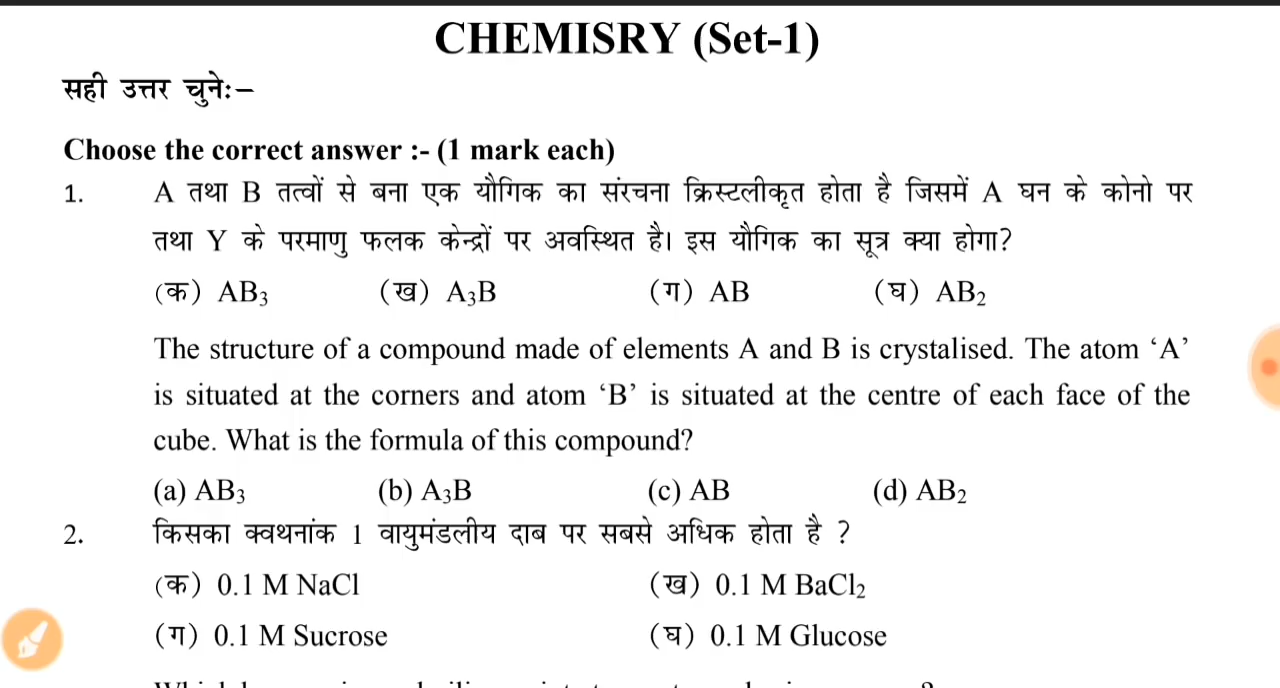 CHEMISRY (Set-1)
सही उत्तर चुनेः–
Choose the correct answer :- (1 mark each)
1. A तथा B तत्वों से बना एक यौगिक का संरचना क्रिस्टलीकृत होता है जिसमें A घन के कोनो पर
तथा Y के परमाणु फलक केन्द्रों पर अवस्थित है। इस यौगिक का सूत्र क्या होगा?
(क) AB₃ (ख) A₃B (ग) AB (घ) AB₂
The structure of a compound made of elements A and B is crystalised. The atom ‘A’
is situated at the corners and atom ‘B’ is situated at the centre of each face of the
cube. What is the formula of this compound?
(a) AB₃ (b) A₃B (c) AB (d) AB₂
2. किसका क्वथनांक 1 वायुमंडलीय दाब पर सबसे अधिक होता है ?
(क) 0.1 M NaCl (ख) 0.1 M BaCl₂
(ग) 0.1 M Sucrose (घ) 0.1 M Glucose